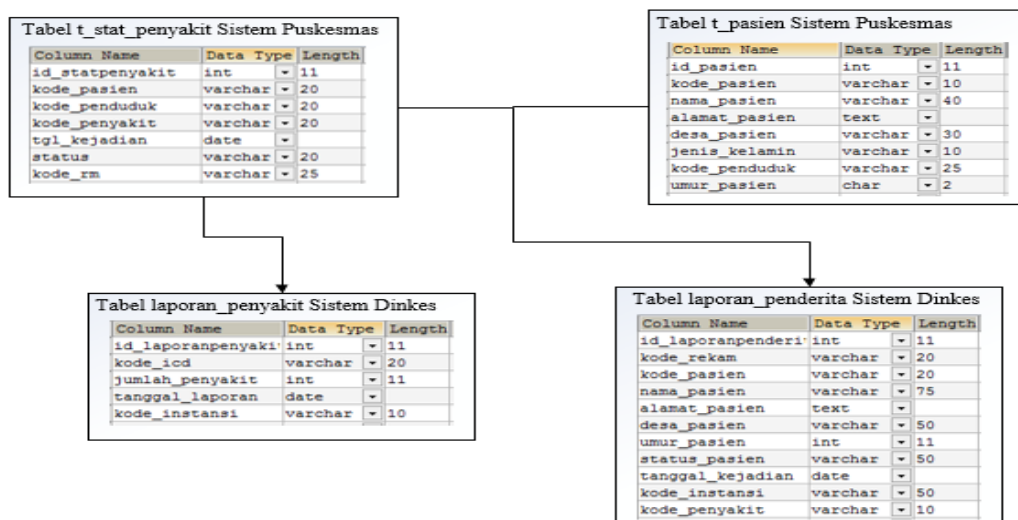 Tabel t_stat_penyakit Sistem Puskesmas
Column Name Data Type Length
id_statpenyakit int 11
kode_pasien varchar 20
kode_penduduk varchar 20
kode_penyakit varchar 20
tgl_kejadian date
status varchar 20
kode_rm varchar 25
Tabel t_pasien Sistem Puskesmas
Column Name Data Type Length
id_pasien int 11
kode_pasien varchar 10
nama_pasien varchar 40
alamat_pasien text
desa_pasien varchar 30
jenis_kelamin varchar 10
kode_penduduk varchar 25
umur_pasien char 2
Tabel laporan_penyakit Sistem Dinkes
Column Name Data Type Length
id_laporanpenyaki int 11
kode_icd varchar 20
jumlah_penyakit int 11
tanggal_laporan date
kode_instansi varchar 10
Tabel laporan_penderita Sistem Dinkes
Column Name Data Type Length
id_laporanpenderi int 11
kode_rekam varchar 20
kode_pasien varchar 20
nama_pasien varchar 75
alamat_pasien text
desa_pasien varchar 50
umur_pasien int 11
status_pasien varchar 50
tanggal_kejadian date
kode_instansi varchar 50
kode_penyakit varchar 10